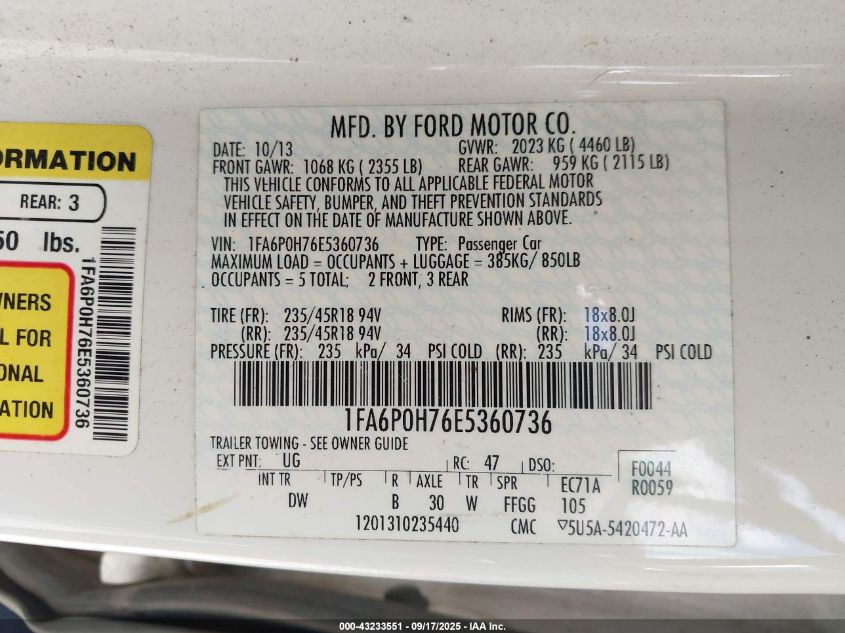 ORMATION
REAR: 3
50 lbs.
WNERS
L FOR
ONAL
ATION
1FA6P0H76E5360736
MFD. BY FORD MOTOR CO.
DATE: 10/13 GVWR: 2023 KG ( 4460 LB)
FRONT GAWR: 1068 KG ( 2355 LB) REAR GAWR: 959 KG ( 2115 LB)
THIS VEHICLE CONFORMS TO ALL APPLICABLE FEDERAL MOTOR
VEHICLE SAFETY, BUMPER, AND THEFT PREVENTION STANDARDS
IN EFFECT ON THE DATE OF MANUFACTURE SHOWN ABOVE.
VIN: 1FA6P0H76E5360736 TYPE: Passenger Car
MAXIMUM LOAD = OCCUPANTS + LUGGAGE = 385KG/ 850LB
OCCUPANTS = 5 TOTAL; 2 FRONT, 3 REAR
TIRE (FR): 235/45R18 94V RIMS (FR): 18x8.0J
(RR): 235/45R18 94V (RR): 18x8.0J
PRESSURE (FR): 235 kPa/ 34 PSI COLD (RR): 235 kPa/ 34 PSI COLD
1FA6P0H76E5360736
TRAILER TOWING - SEE OWNER GUIDE
EXT PNT: UG RC: 47 DSO: F0044
INT TR TP/PS R AXLE TR SPR EC71A R0059
DW B 30 W FFGG 105
1201310235440 CMC ▽5U5A-5420472-AA
000-43233551 - 09/17/2025 - IAA Inc.